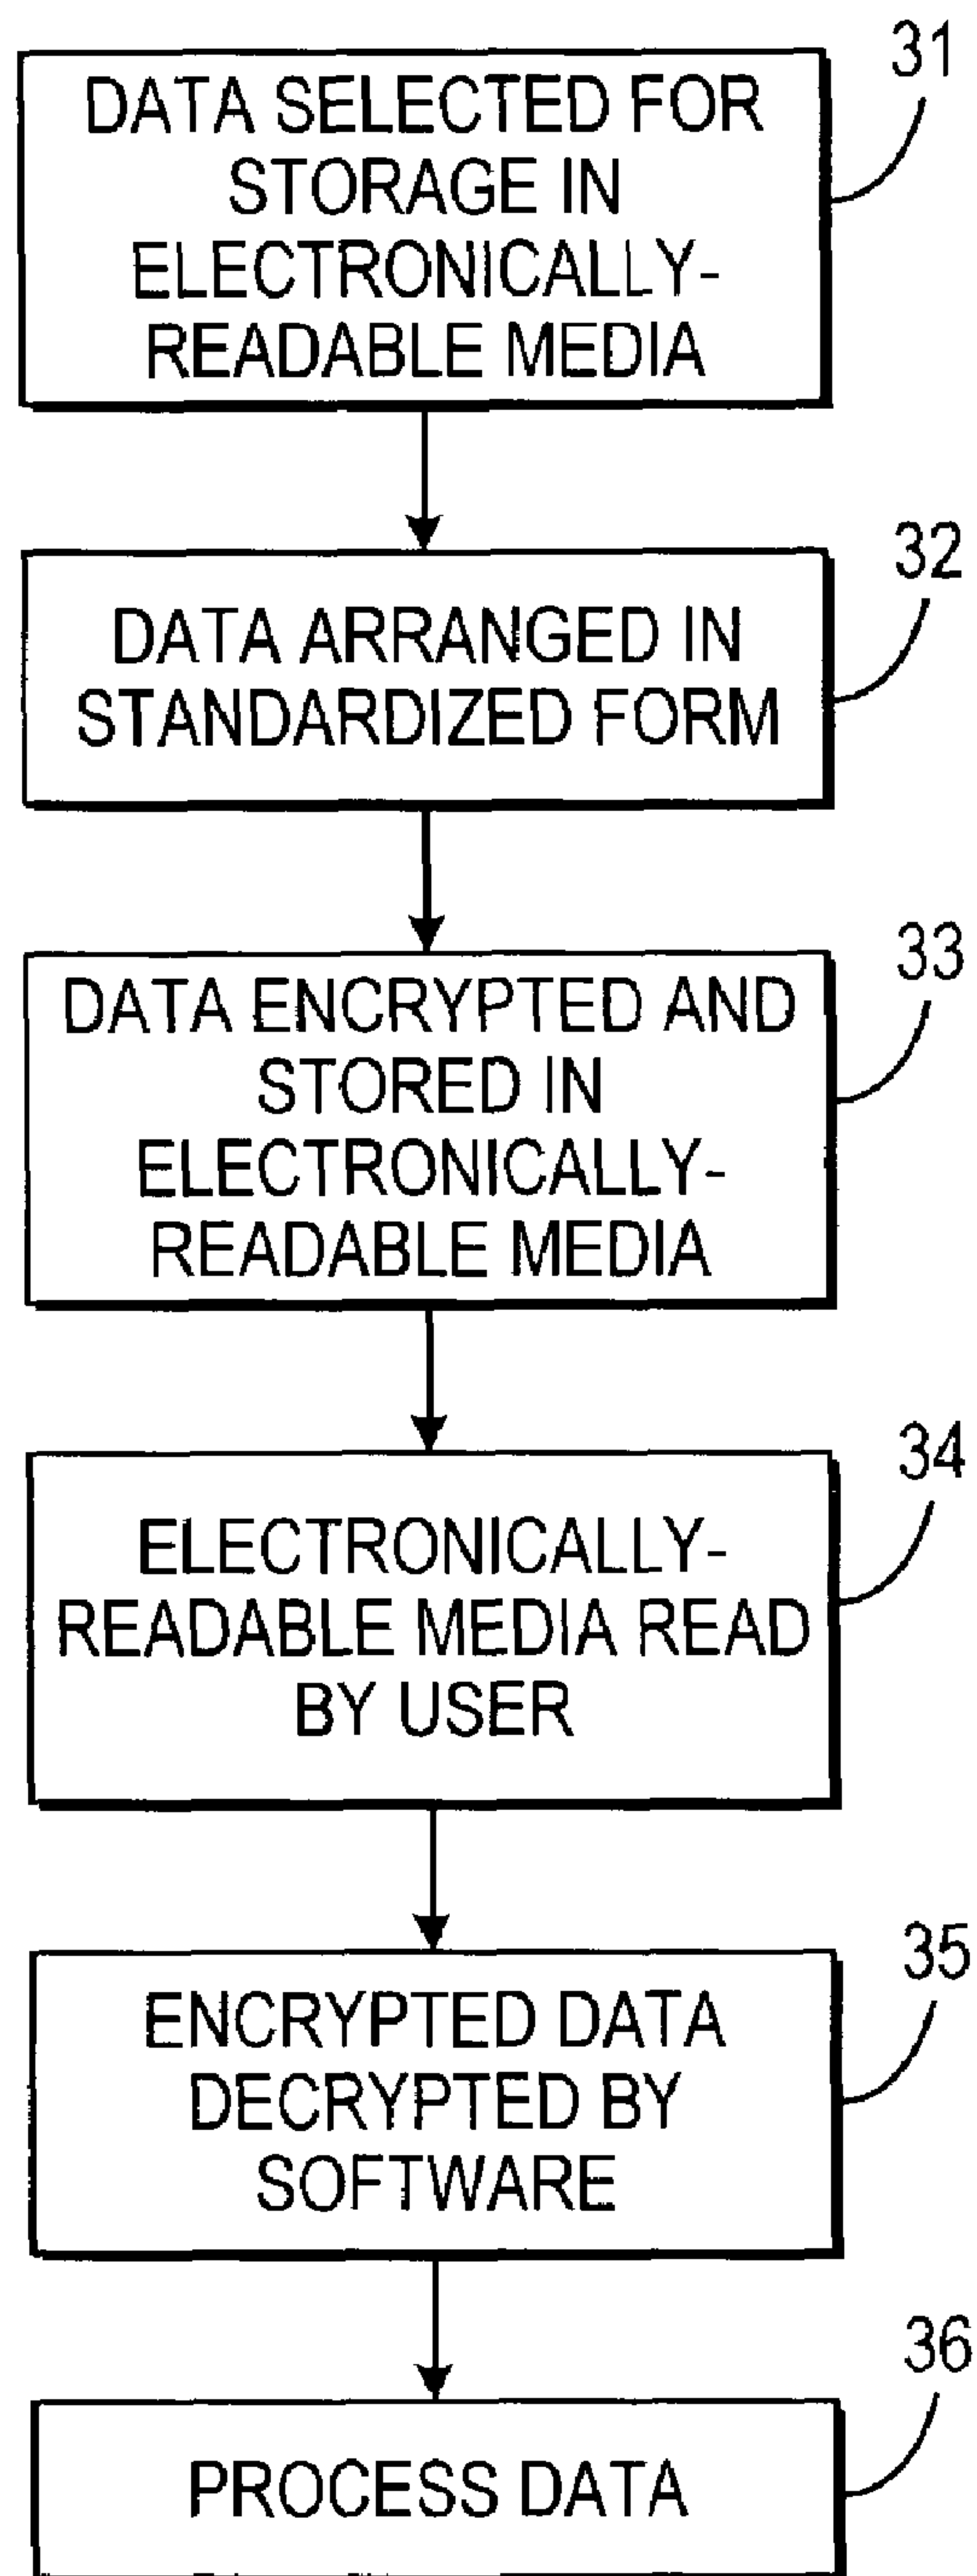 31
DATA SELECTED FOR
STORAGE IN
ELECTRONICALLY-
READABLE MEDIA
32
DATA ARRANGED IN
STANDARDIZED FORM
33
DATA ENCRYPTED AND
STORED IN
ELECTRONICALLY-
READABLE MEDIA
34
ELECTRONICALLY-
READABLE MEDIA READ
BY USER
35
ENCRYPTED DATA
DECRYPTED BY
SOFTWARE
36
PROCESS DATA